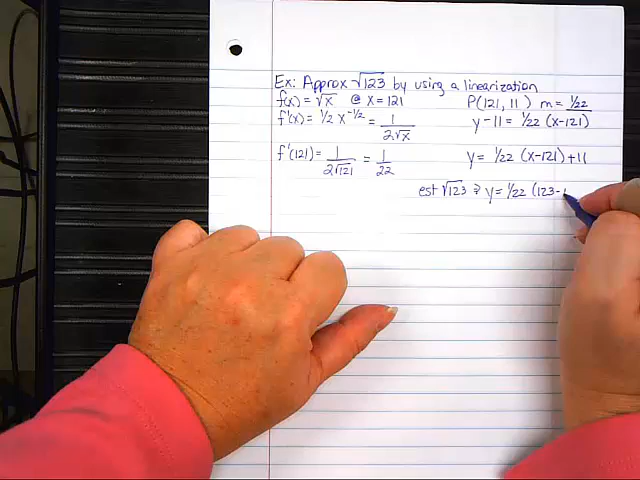 Ex: Approx √123 by using a linearization
f(x) = √x @ x = 121 P(121, 11) m = 1/22
f'(x) = 1/2 x^-1/2 = 1/2√x y - 11 = 1/22 (x-121)
f'(121) = 1/2√121 = 1/22 y = 1/22 (x-121) + 11
est √123 → y = 1/22 (123-